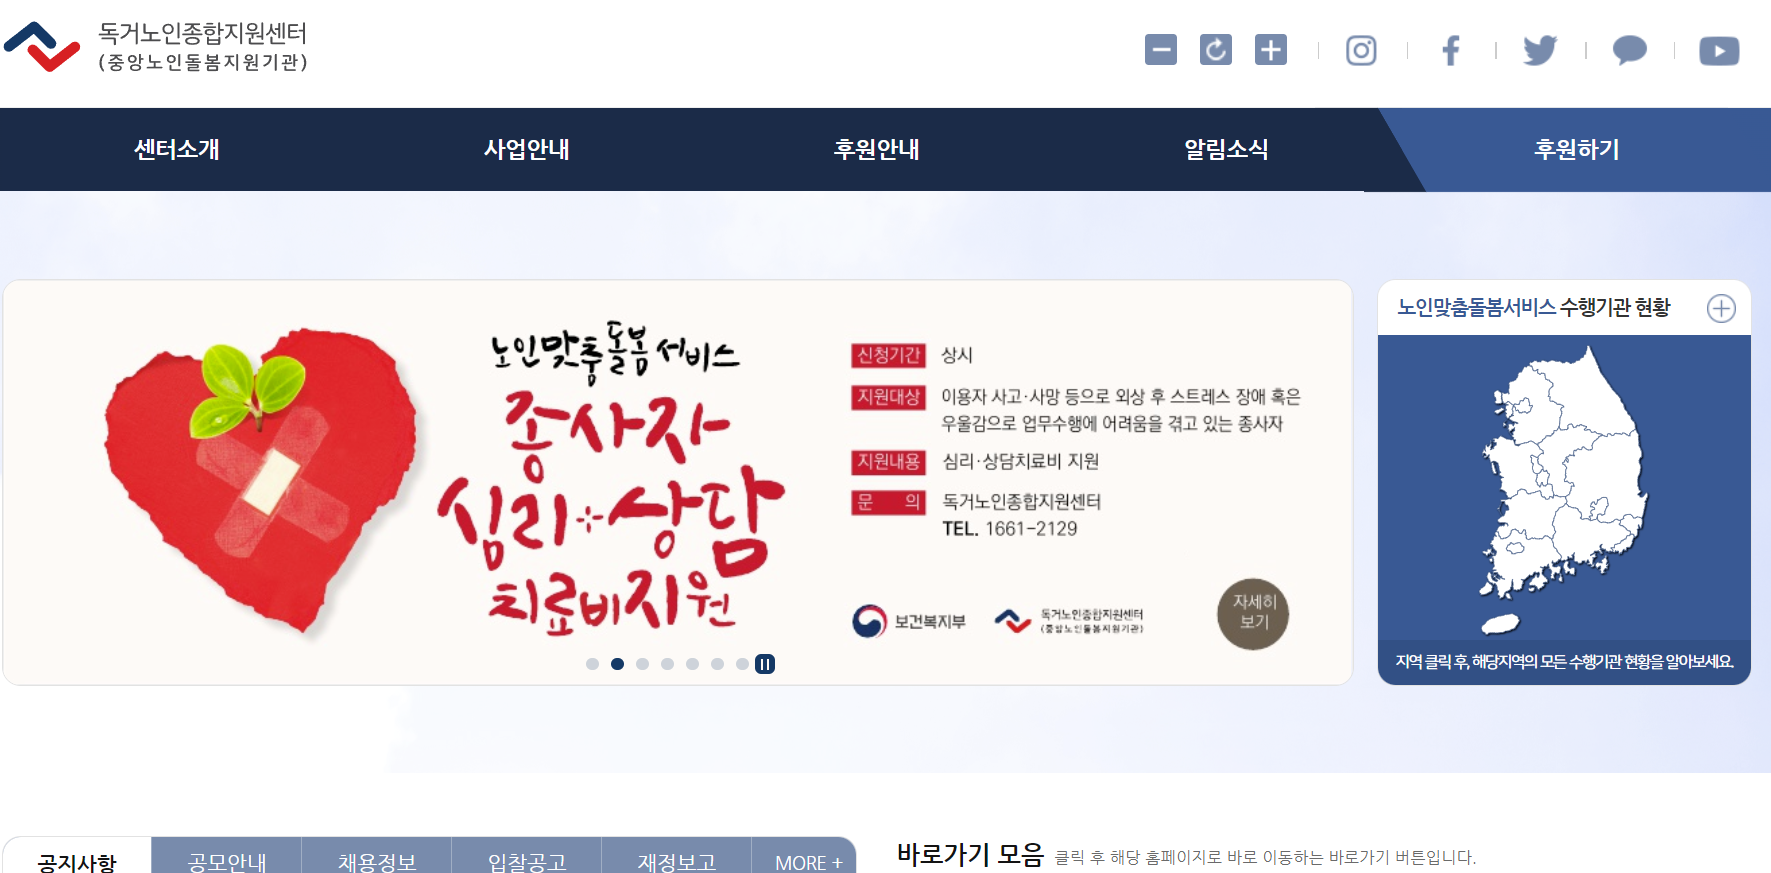 독거노인종합지원센터
(중앙노인돌봄지원기관)
센터소개 사업안내 후원안내 알림소식 후원하기
노인맞춤돌봄서비스
종사자
심리+상담
치료비지원
신청기간 상시
지원대상 이용자 사고·사망 등으로 외상 후 스트레스 장애 혹은
우울감으로 업무수행에 어려움을 겪고 있는 종사자
지원내용 심리·상담치료비 지원
문 의 독거노인종합지원센터
TEL. 1661-2129
보건복지부
독거노인종합지원센터
(중앙노인돌봄지원기관)
자세히
보기
노인맞춤돌봄서비스 수행기관 현황
지역 클릭 후, 해당지역의 모든 수행기관 현황을 알아보세요.
공지사항 공모안내 채용정보 입찰공고 재정보고 MORE +
바로가기 모음 클릭 후 해당 홈페이지로 바로 이동하는 바로가기 버튼입니다.